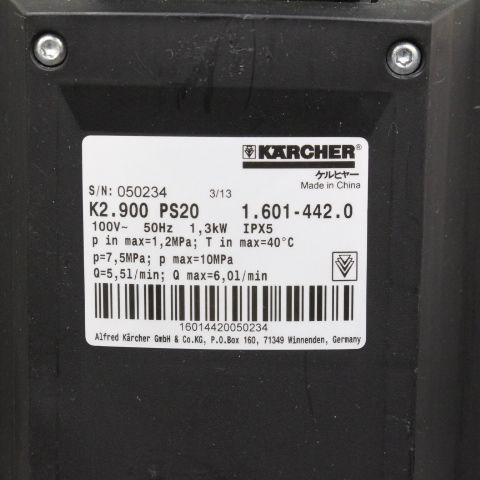 KÄRCHER®
ケルヒャー
Made in China
S/N: 050234 3/13
K2.900 PS20 1.601-442.0
100V~ 50Hz 1,3kW IPX5
p in max=1,2MPa; T in max=40°C
p=7,5MPa; p max=10MPa
Q=5,5l/min; Q max=6,0l/min
16014420050234
Alfred Kärcher GmbH & Co.KG, P.O.Box 160, 71349 Winnenden, Germany